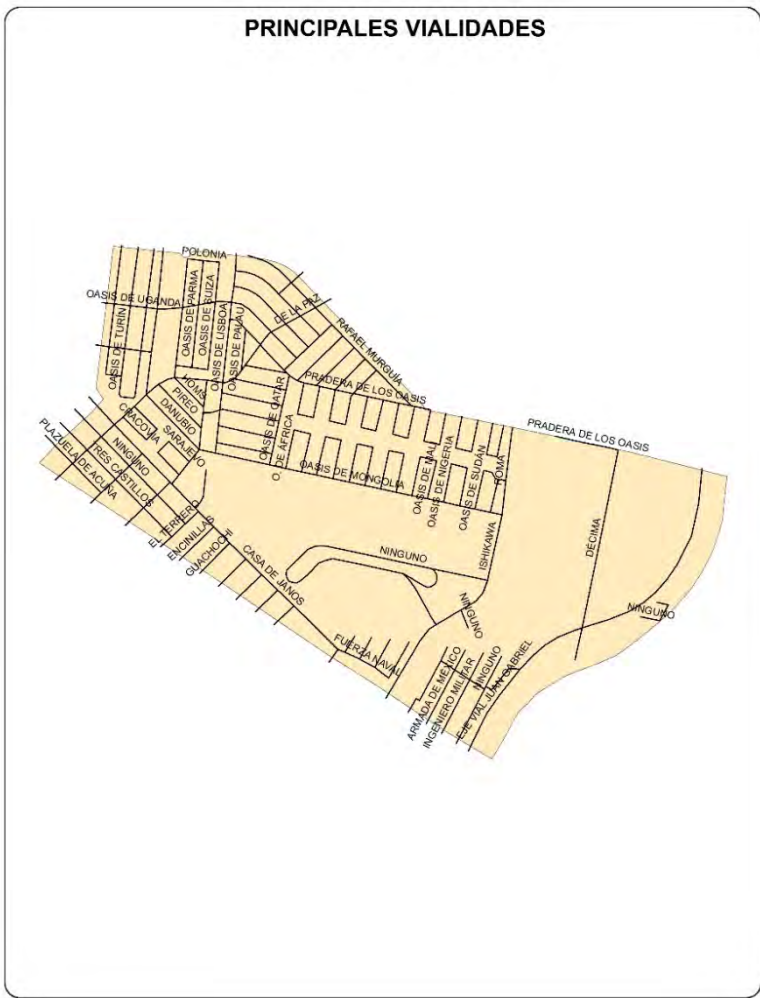 PRINCIPALES VIALIDADES
POLONIA
OASIS DE UGANDA
OASIS DE TURÍN
OASIS DE PARMA
OASIS DE SUIZA
OASIS DE LISBOA
OASIS DE PALAU
DE LA PAZ
RAFAEL MURGUÍA
HOMS
PIREO
DANUBIO
SARAJEVO
CRACOVIA
NINGUNO
TRES CASTILLOS
PLAZUELA DE ACUÑA
PRADERA DE LOS OASIS
OASIS DE QATAR
O. DE ÁFRICA
OASIS DE MONGOLIA
OASIS DE MALI
OASIS DE NIGERIA
OASIS DE SUDÁN
ROMA
PRADERA DE LOS OASIS
EL TERRERO
ENCINILLAS
GUACHOCHI
CASA DE JANOS
NINGUNO
ISHIKAWA
DÉCIMA
NINGUNO
NINGUNO
FUERZA NAVAL
ARMADA DE MÉXICO
INGENIERO MILITAR
NINGUNO
EJE VIAL JUAN GABRIEL